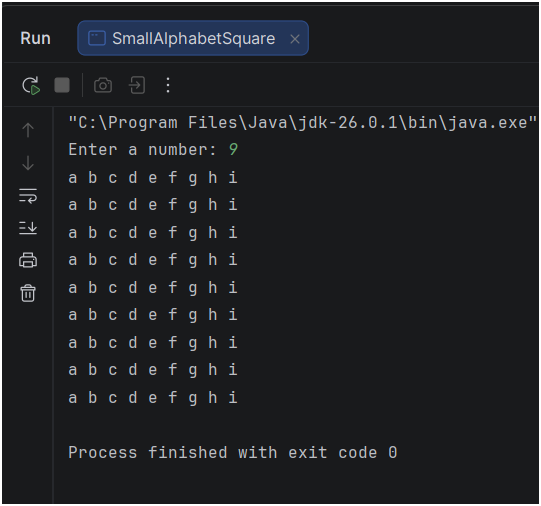 Run
SmallAlphabetSquare
"C:\Program Files\Java\jdk-26.0.1\bin\java.exe"
Enter a number: 9
a b c d e f g h i
a b c d e f g h i
a b c d e f g h i
a b c d e f g h i
a b c d e f g h i
a b c d e f g h i
a b c d e f g h i
a b c d e f g h i
a b c d e f g h i
Process finished with exit code 0